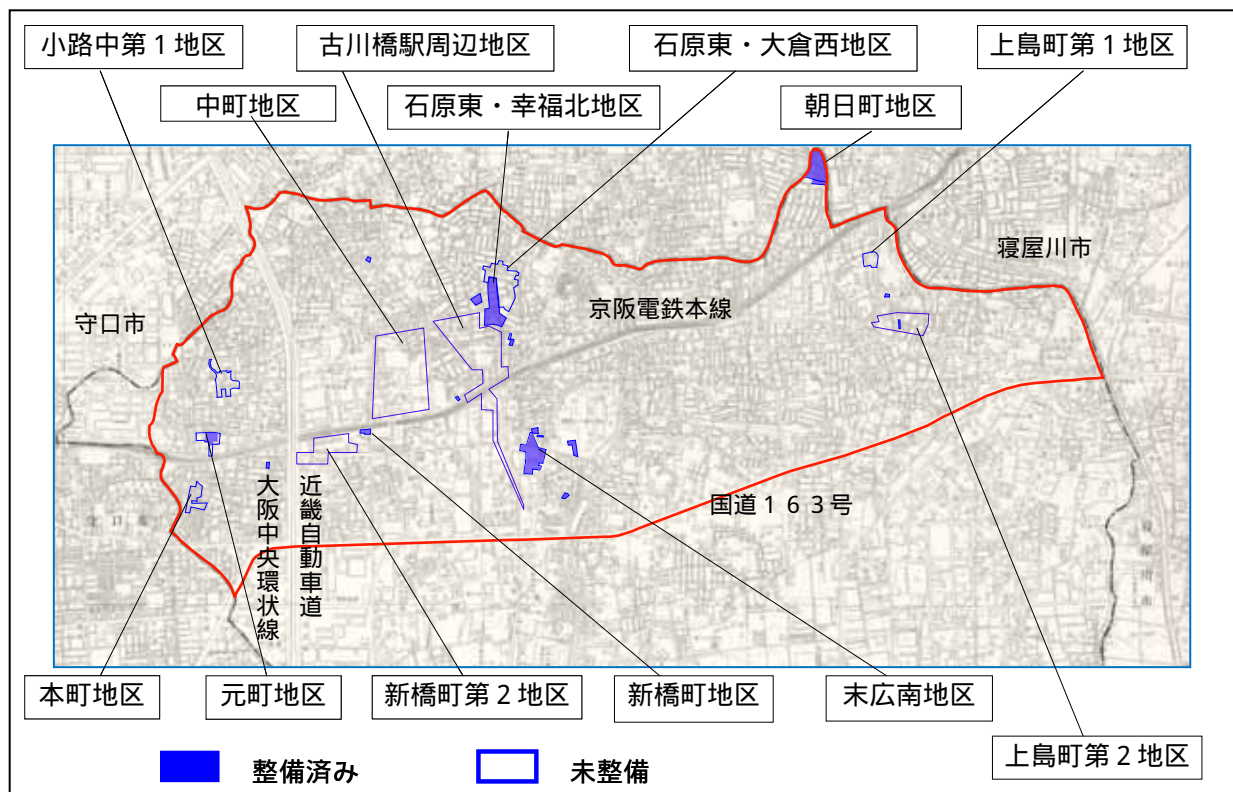 小路中第１地区
古川橋駅周辺地区
石原東・大倉西地区
上島町第１地区
中町地区
石原東・幸福北地区
朝日町地区
寝屋川市
守口市
京阪電鉄本線
国道１６３号
大阪中央環状線
近畿自動車道
本町地区
元町地区
新橋町第２地区
新橋町地区
末広南地区
上島町第２地区
整備済み
未整備